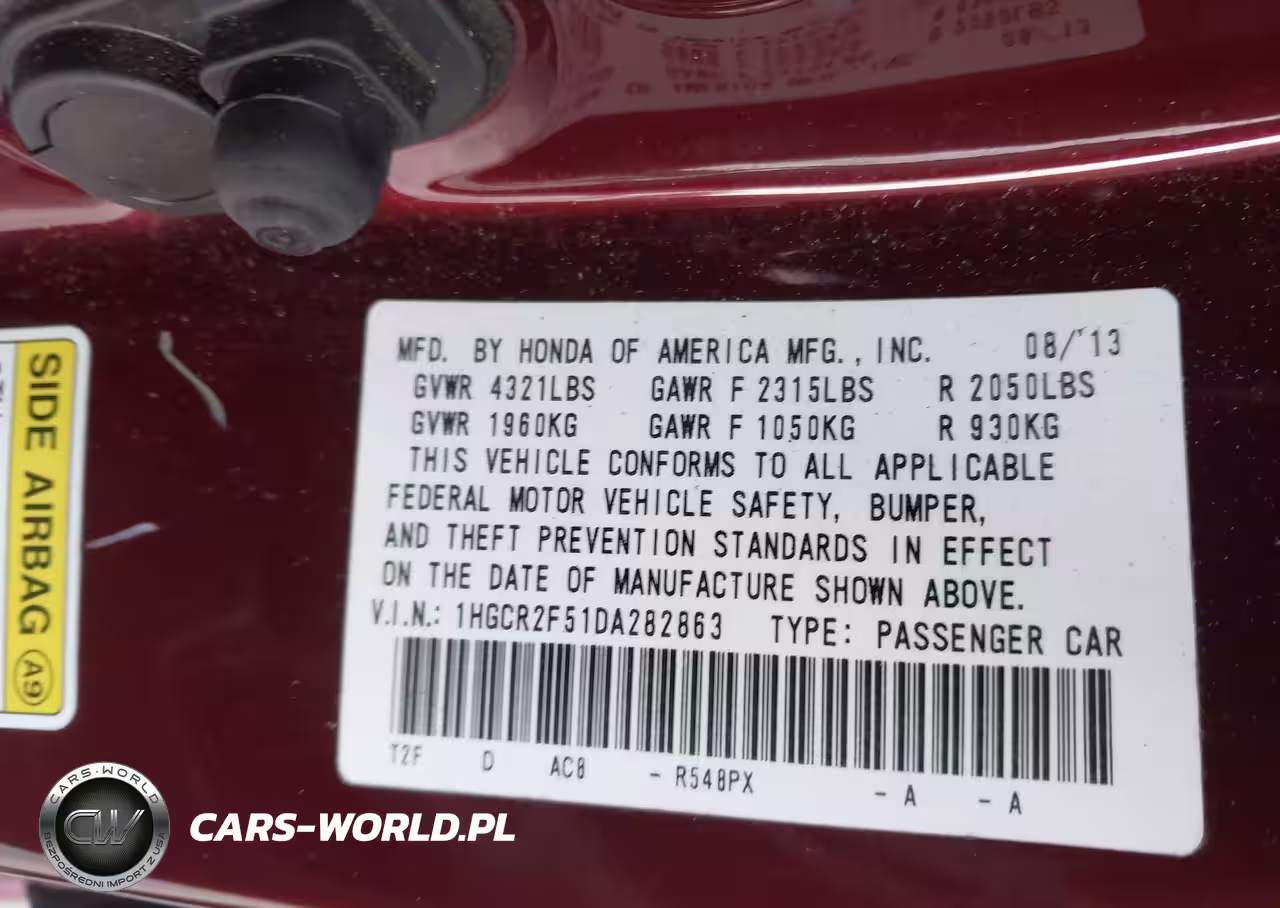 MFD. BY HONDA OF AMERICA MFG., INC. 08/'13
GVWR 4321LBS GAWR F 2315LBS R 2050LBS
GVWR 1960KG GAWR F 1050KG R 930KG
THIS VEHICLE CONFORMS TO ALL APPLICABLE
FEDERAL MOTOR VEHICLE SAFETY, BUMPER,
AND THEFT PREVENTION STANDARDS IN EFFECT
ON THE DATE OF MANUFACTURE SHOWN ABOVE.
V.I.N.: 1HGCR2F51DA282863 TYPE: PASSENGER CAR
T2F D AC8 - R548PX - A - A
SIDE AIRBAG A9
CARS-WORLD
CW
BEZPOŚREDNI IMPORT Z USA
CARS-WORLD.PL